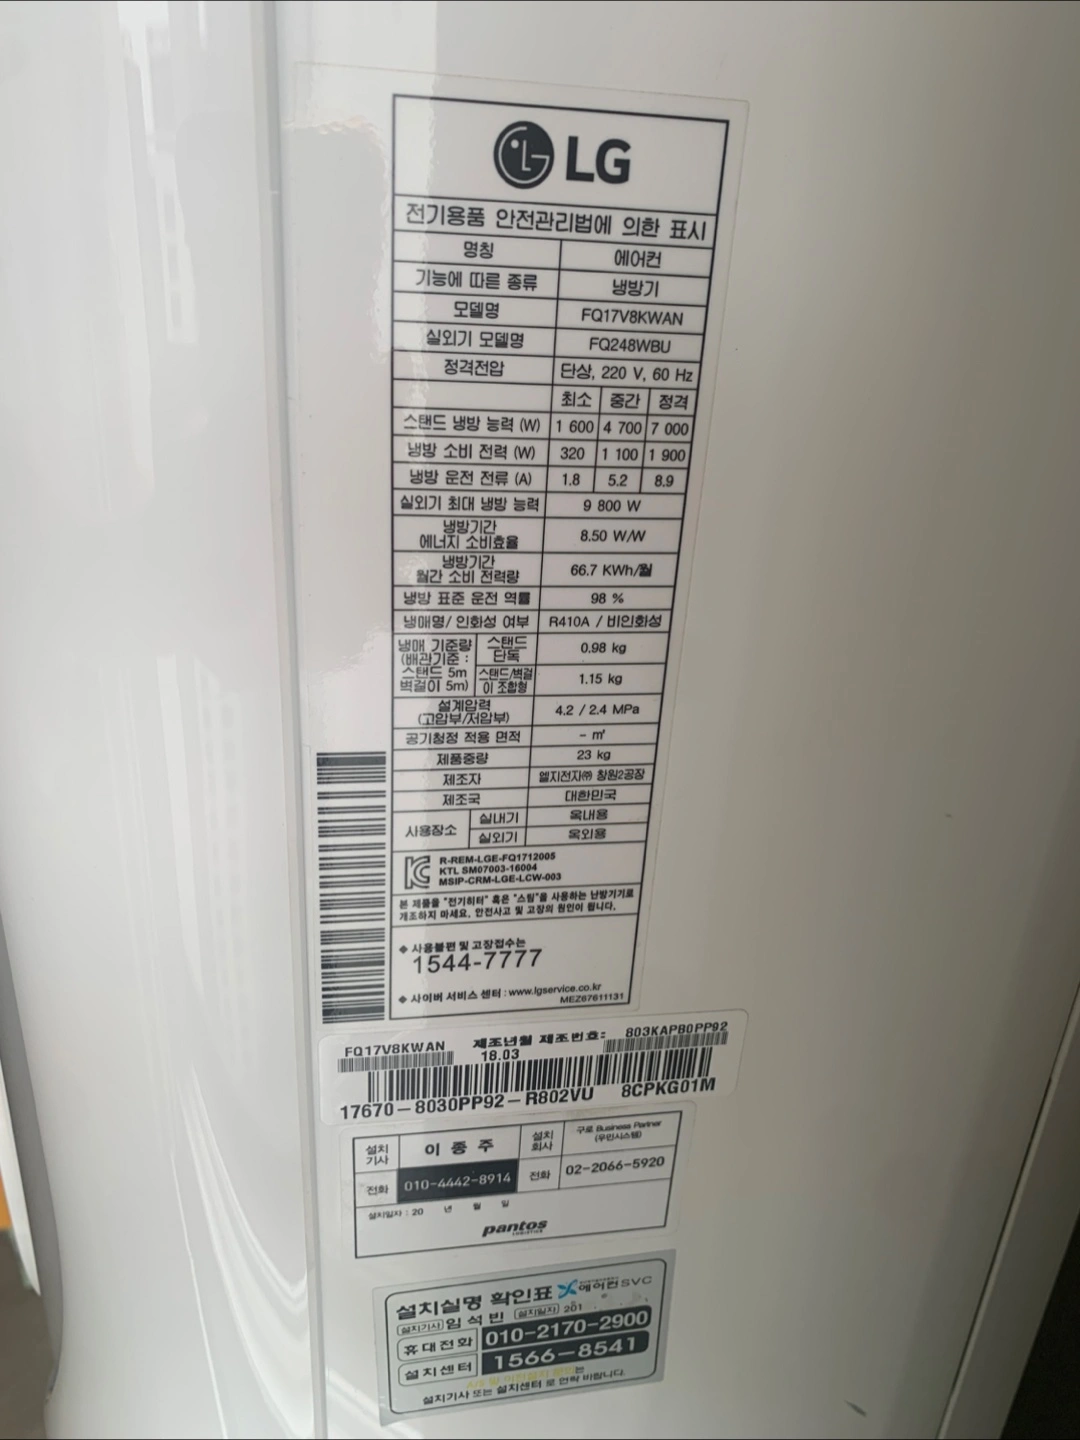 LG
전기용품 안전관리법에 의한 표시
명칭 에어컨
기능에 따른 종류 냉방기
모델명 FQ17V8KWAN
실외기 모델명 FQ248WBU
정격전압 단상, 220 V, 60 Hz
최소 중간 정격
스탠드 냉방 능력 (W) 1 600 4 700 7 000
냉방 소비 전력 (W) 320 1 100 1 900
냉방 운전 전류 (A) 1.8 5.2 8.9
실외기 최대 냉방 능력 9 800 W
냉방기간
에너지 소비효율 8.50 W/W
냉방기간
월간 소비 전력량 66.7 KWh/월
냉방 표준 운전 역률 98 %
냉매명/ 인화성 여부 R410A / 비인화성
냉매 기준량
(배관기준 :
스탠드 5m
벽걸이 5m)
스탠드
단독 0.98 kg
스탠드/벽걸
이 조합형 1.15 kg
설계압력
(고압부/저압부) 4.2 / 2.4 MPa
공기청정 적용 면적 - ㎡
제품중량 23 kg
제조자 엘지전자㈜ 창원2공장
제조국 대한민국
사용장소 실내기 옥내용
실외기 옥외용
R-REM-LGE-FQ1712005
KTL SM07003-16004
MSIP-CRM-LGE-LCW-003
본 제품을 "전기히터" 혹은 "스팀"을 사용하는 난방기기로
개조하지 마세요. 안전사고 및 고장의 원인이 됩니다.
◆ 사용불편 및 고장접수는
1544-7777
◆ 사이버 서비스 센터 : www.lgservice.co.kr
MEZ67611131
FQ17V8KWAN 제조년월 제조번호: 803KAPB0PP92
18.03
17670-8030PP92-R802VU 8CPKG01M
설치
기사 이 종 주 설치
회사 구로 Business Partner
(우민시스템)
전화 010-4442-8914 전화 02-2066-5920
설치일자 : 20 년 월 일
pantos
LOGISTICS
설치실명 확인표 에어컨SVC
설치기사 임 석 빈 설치일자 201
휴대전화 010-2170-2900
설치센터 1566-8541
설치기사 또는 설치센터 로 연락 바랍니다.